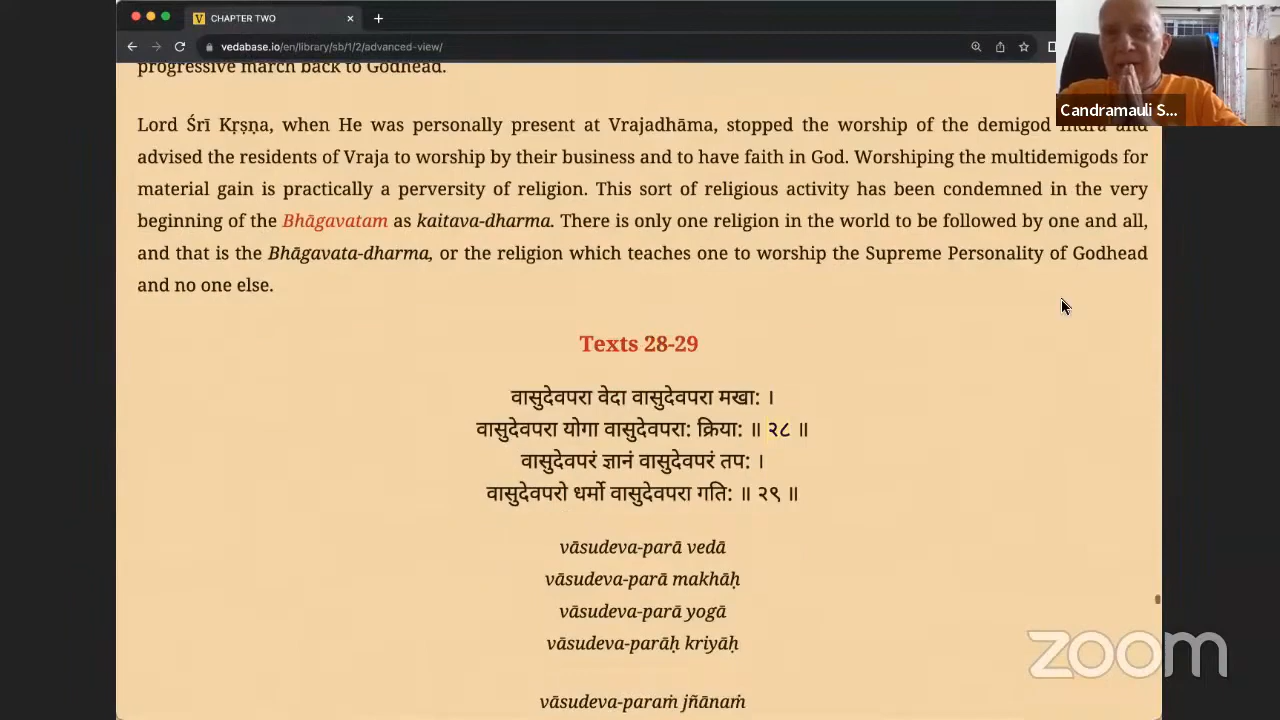 CHAPTER TWO
vedabase.io/en/library/sb/1/2/advanced-view/
progressive march back to Godhead.
Candramauli S...
Lord Śrī Kṛṣṇa, when He was personally present at Vrajadhāma, stopped the worship of the demigod Indra and
advised the residents of Vraja to worship by their business and to have faith in God. Worshiping the multidemigods for
material gain is practically a perversity of religion. This sort of religious activity has been condemned in the very
beginning of the Bhāgavatam as kaitava-dharma. There is only one religion in the world to be followed by one and all,
and that is the Bhāgavata-dharma, or the religion which teaches one to worship the Supreme Personality of Godhead
and no one else.
Texts 28-29
वासुदेवपरा वेदा वासुदेवपरा मखा: ।
वासुदेवपरा योगा वासुदेवपरा: क्रिया: ॥ २८ ॥
वासुदेवपरं ज्ञानं वासुदेवपरं तप: ।
वासुदेवपरो धर्मो वासुदेवपरा गति: ॥ २९ ॥
vāsudeva-parā vedā
vāsudeva-parā makhāḥ
vāsudeva-parā yogā
vāsudeva-parāḥ kriyāḥ
vāsudeva-paraṁ jñānaṁ
zoom